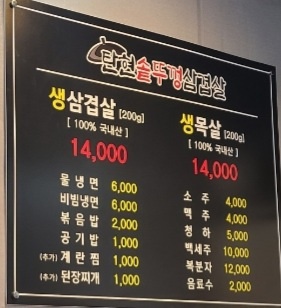 탄현솥뚜껑삼겹살
생삼겹살 [200g]
[ 100% 국내산 ]
14,000
물냉면 6,000
비빔냉면 6,000
볶음밥 2,000
공기밥 1,000
(추가) 계란찜 1,000
(추가) 된장찌개 1,000
생목살 [200g]
[ 100% 국내산 ]
14,000
소주 4,000
맥주 4,000
청하 5,000
백세주 10,000
복분자 12,000
음료수 2,000